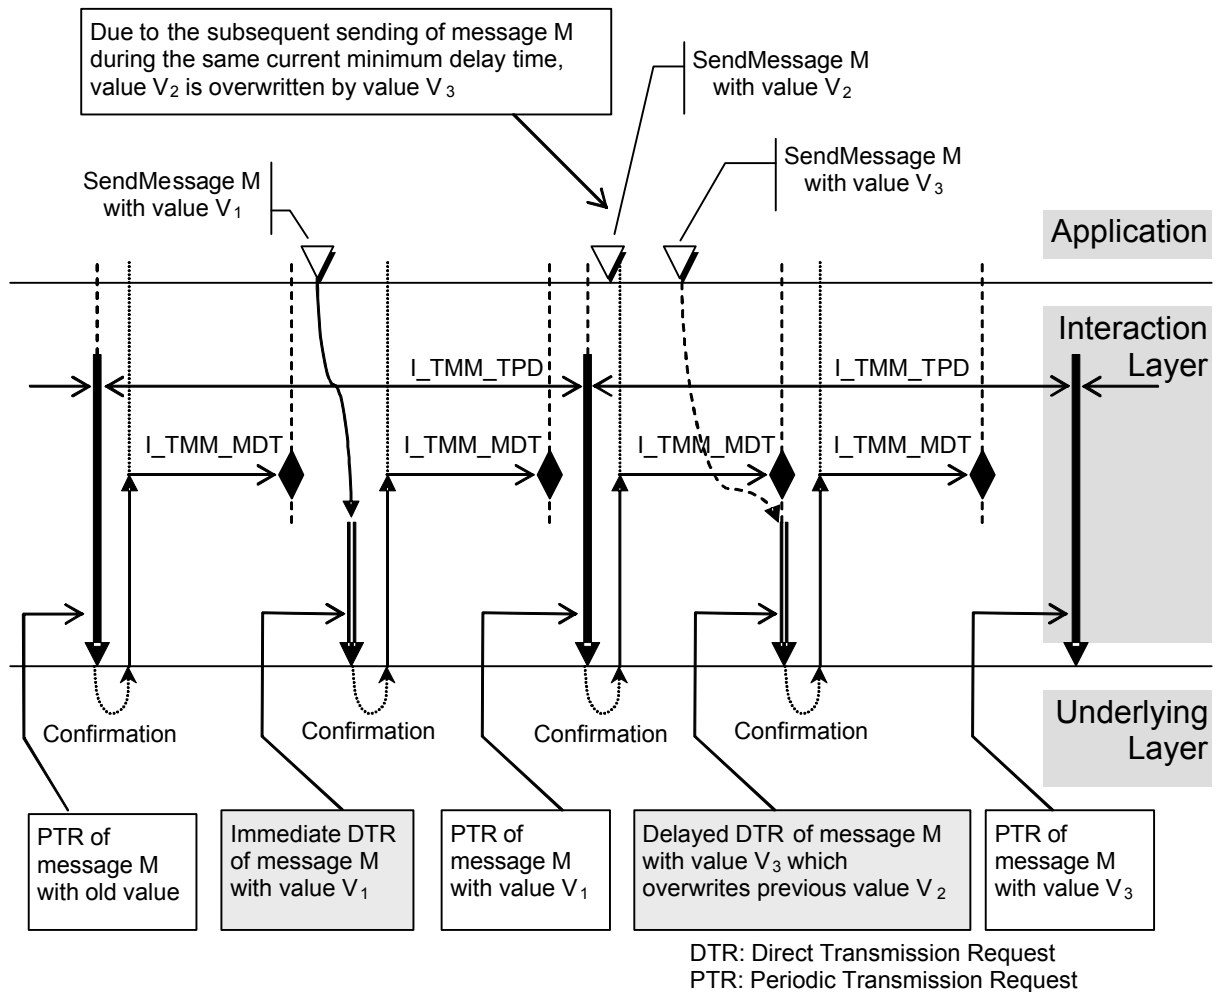 Due to the subsequent sending of message M
during the same current minimum delay time,
value V2 is overwritten by value V3
SendMessage M
with value V2
SendMessage M
with value V3
SendMessage M
with value V1
Application
Interaction
Layer
I_TMM_TPD
I_TMM_TPD
I_TMM_MDT
I_TMM_MDT
I_TMM_MDT
I_TMM_MDT
Confirmation
Confirmation
Confirmation
Confirmation
Underlying
Layer
PTR of
message M
with old value
Immediate DTR
of message M
with value V1
PTR of
message M
with value V1
Delayed DTR of message M
with value V3 which
overwrites previous value V2
PTR of
message M
with value V3
DTR: Direct Transmission Request
PTR: Periodic Transmission Request